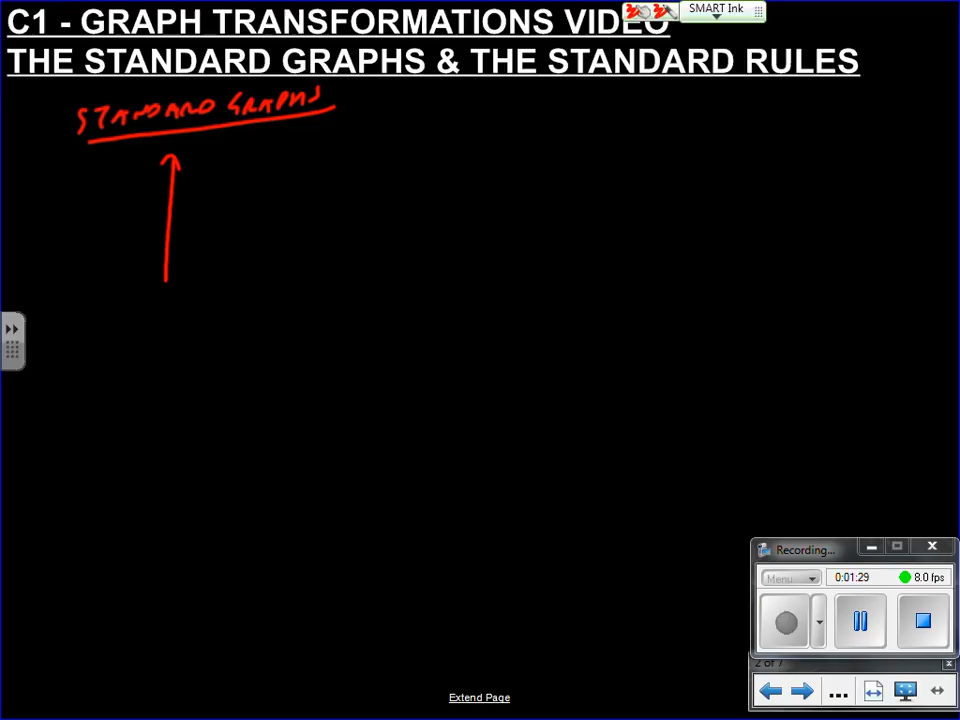 C1 - GRAPH TRANSFORMATIONS VIDEO
SMART Ink
THE STANDARD GRAPHS & THE STANDARD RULES
STANDARD GRAPHS
Recording...
Menu
0:01:29
8.0 fps
2 of 7
Extend Page